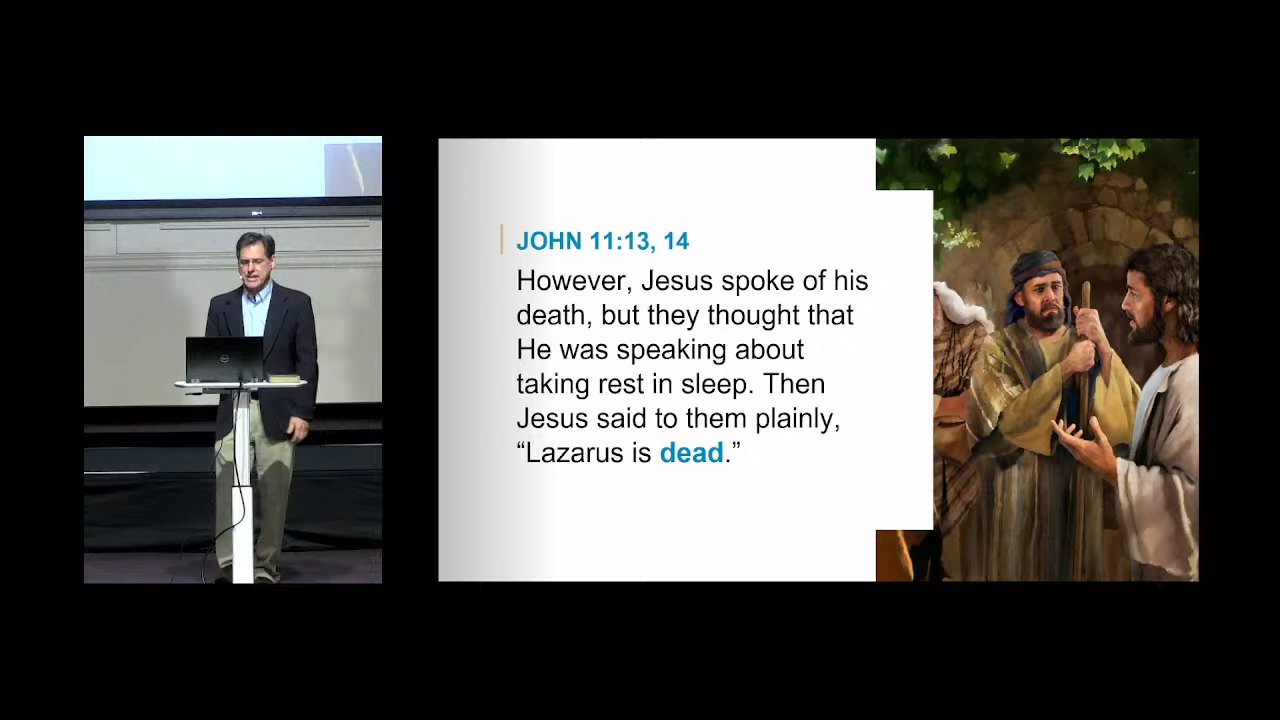 JOHN 11:13, 14
However, Jesus spoke of his
death, but they thought that
He was speaking about
taking rest in sleep. Then
Jesus said to them plainly,
“Lazarus is dead.”